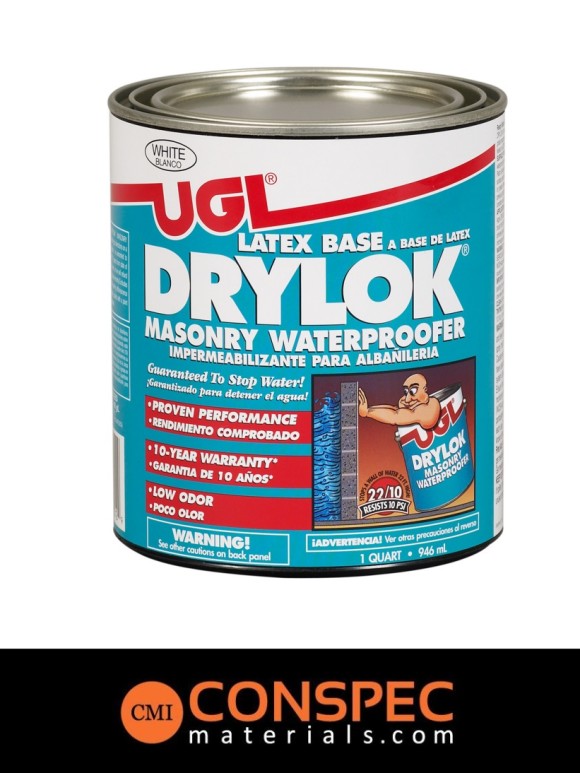 WHITE
BLANCO
UGL®
LATEX BASE A BASE DE LATEX
DRYLOK®
MASONRY WATERPROOFER
IMPERMEABILIZANTE PARA ALBANILERIA
Guaranteed To Stop Water!
¡Garantizado para detener el agua!
• PROVEN PERFORMANCE
• RENDIMIENTO COMPROBADO
• 10-YEAR WARRANTY*
• GARANTIA DE 10 AÑOS*
• LOW ODOR
• POCO OLOR
UGL
DRYLOK
MASONRY
WATERPROOFER
22/10
RESISTS 10 PSI
WARNING!
See other cautions on back panel
¡ADVERTENCIA! Ver otras precauciones al reverso
1 QUART • 946 mL
CMI CONSPEC
materials.com